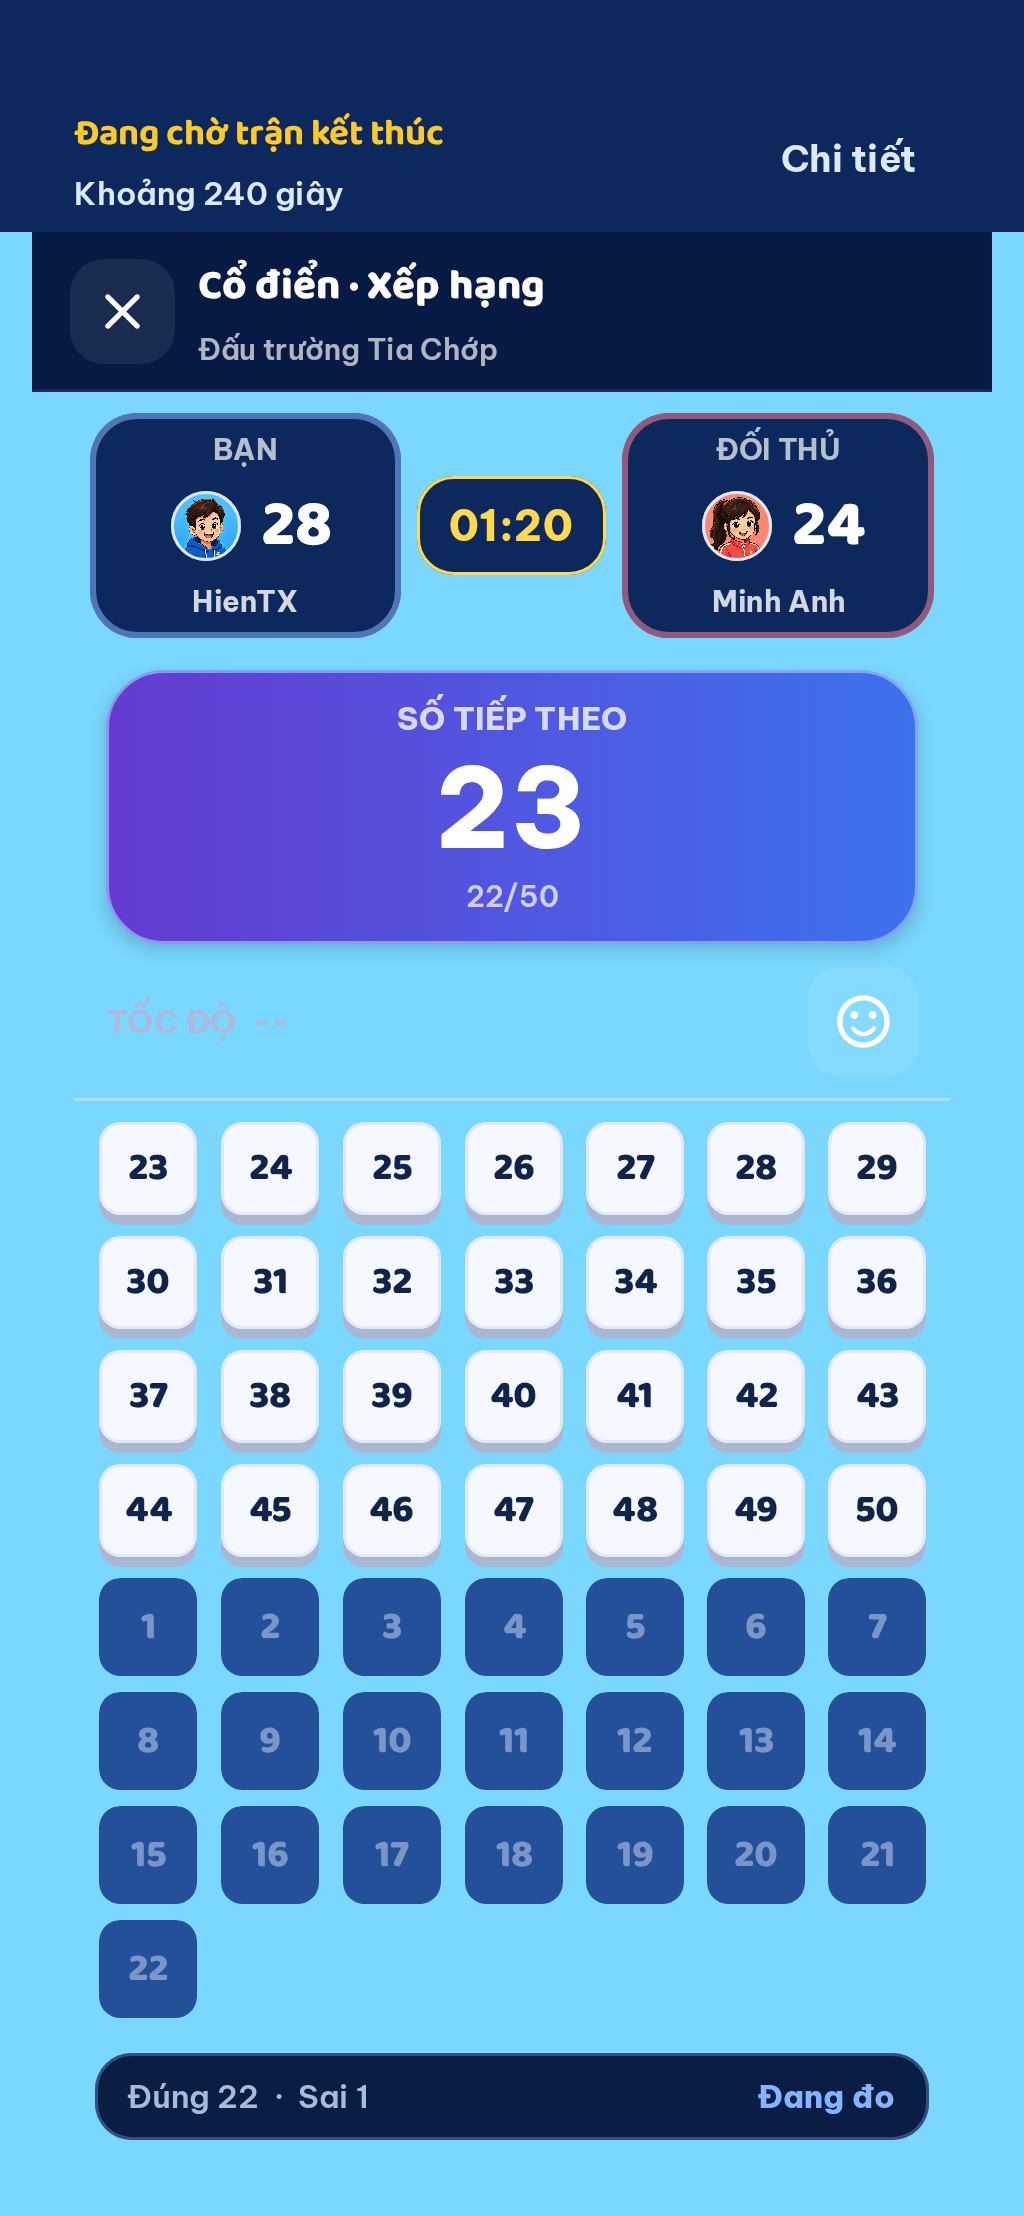 Đang chờ trận kết thúc
Khoảng 240 giây
Chi tiết
Cổ điển · Xếp hạng
Đấu trường Tia Chớp
BẠN
28
HienTX
01:20
ĐỐI THỦ
24
Minh Anh
SỐ TIẾP THEO
23
22/50
TỐC ĐỘ --
23 24 25 26 27 28 29
30 31 32 33 34 35 36
37 38 39 40 41 42 43
44 45 46 47 48 49 50
1 2 3 4 5 6 7
8 9 10 11 12 13 14
15 16 17 18 19 20 21
22
Đúng 22 · Sai 1
Đang đo